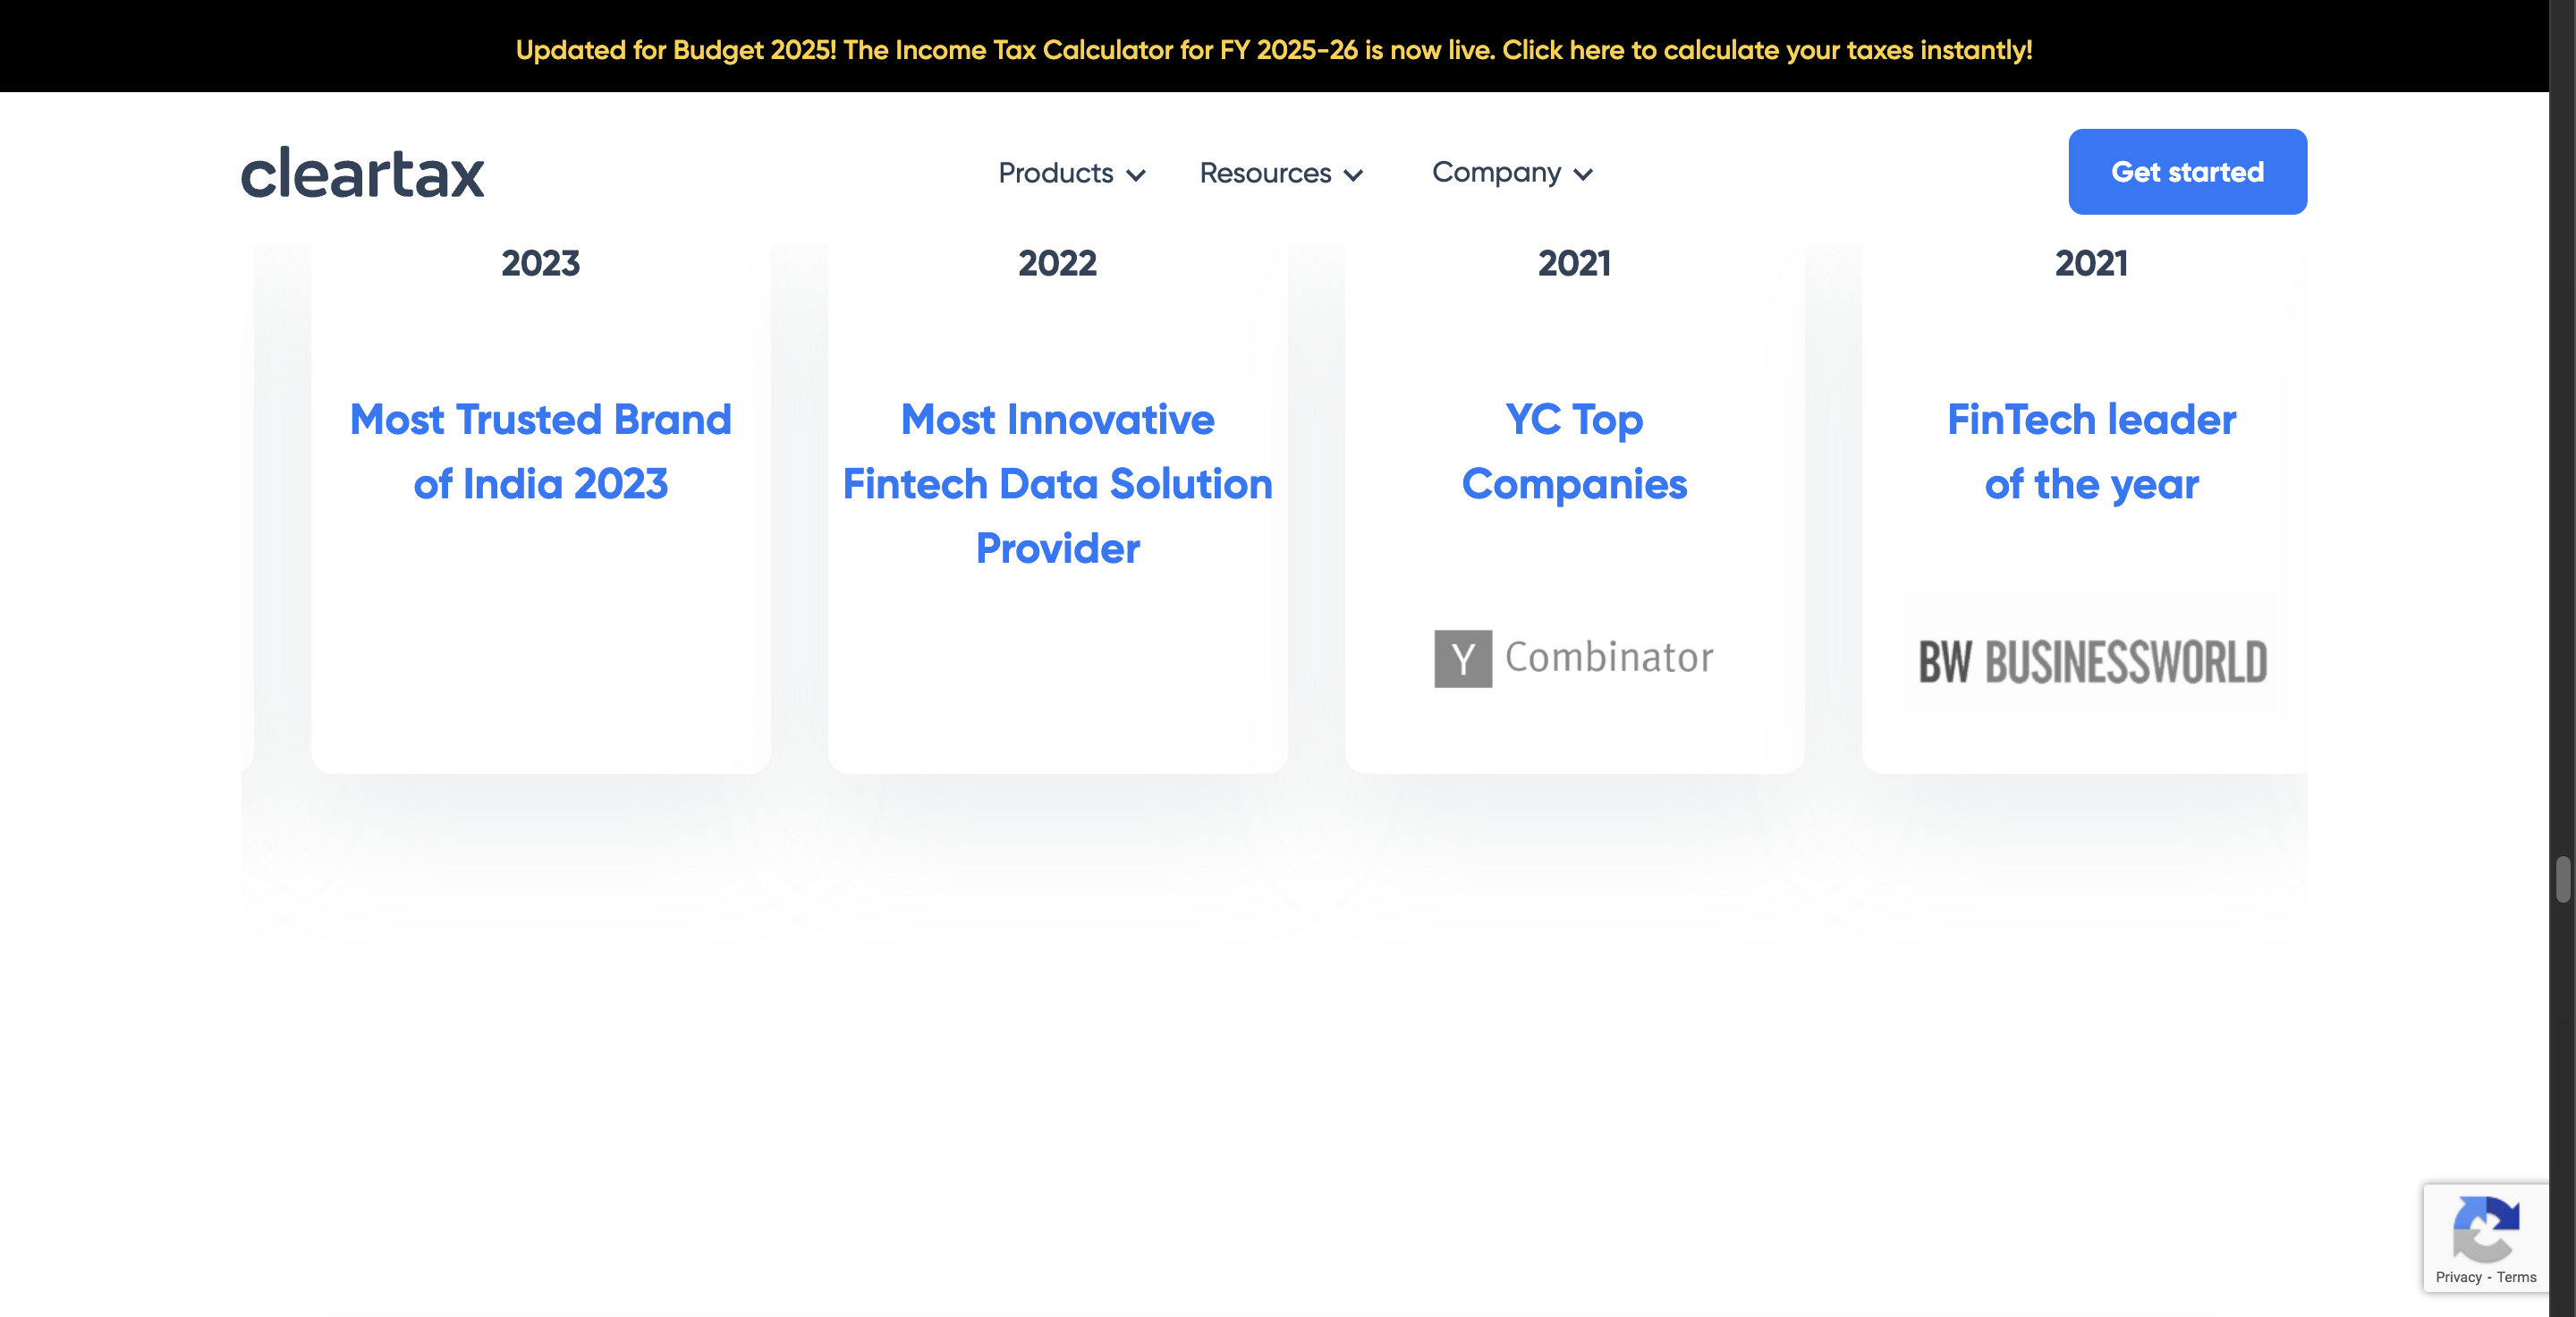 Updated for Budget 2025! The Income Tax Calculator for FY 2025-26 is now live. Click here to calculate your taxes instantly!
cleartax
Products
Resources
Company
Get started
2023
Most Trusted Brand
of India 2023
2022
Most Innovative
Fintech Data Solution
Provider
2021
YC Top
Companies
Y Combinator
2021
FinTech leader
of the year
BW BUSINESSWORLD
Privacy - Terms